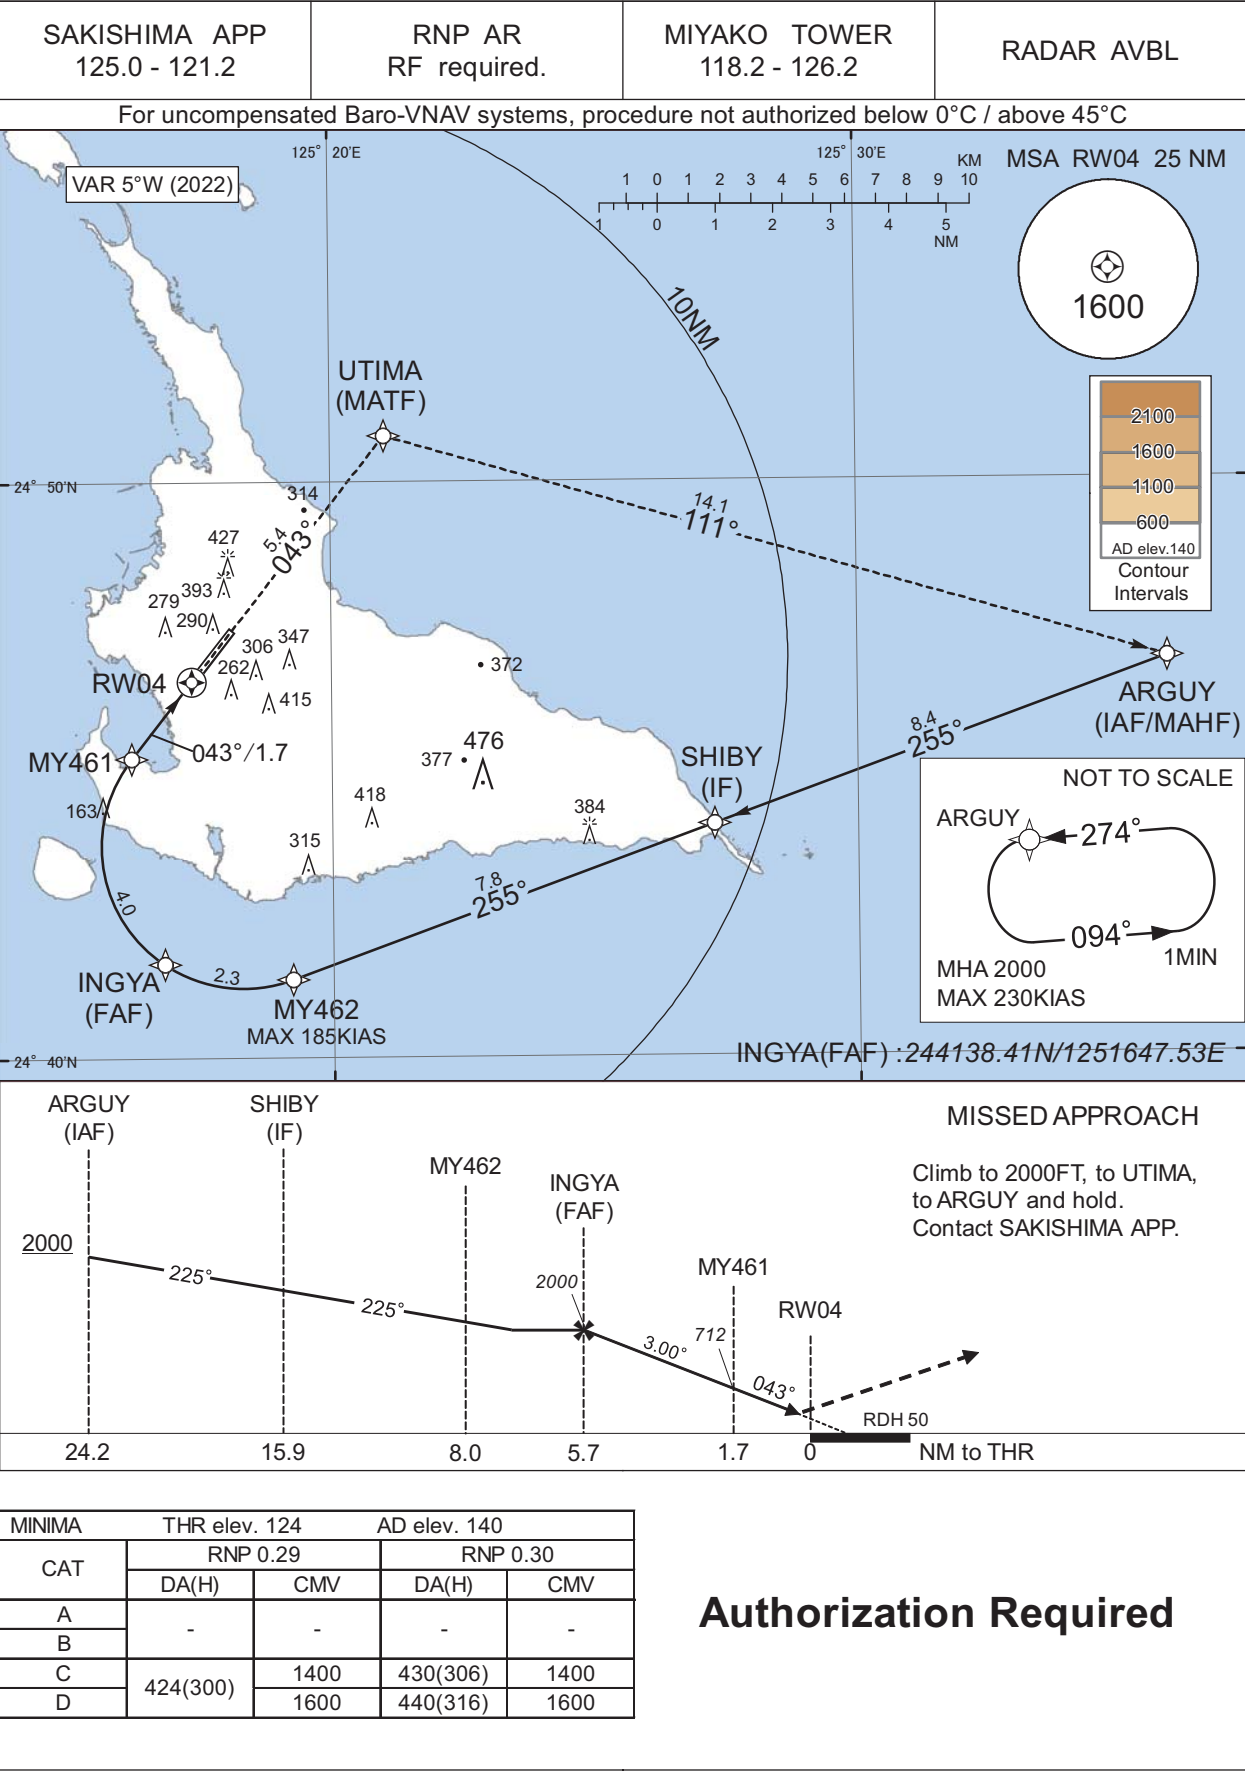 SAKISHIMA APP
125.0 - 121.2
RNP AR
RF required.
MIYAKO TOWER
118.2 - 126.2
RADAR AVBL
For uncompensated Baro-VNAV systems, procedure not authorized below 0°C / above 45°C
125° 20'E
125° 30'E
VAR 5°W (2022)
KM
1 0 1 2 3 4 5 6 7 8 9 10
1 0 1 2 3 4 5
NM
MSA RW04 25 NM
1600
10NM
UTIMA
(MATF)
2100
1600
1100
600
AD elev.140
Contour
Intervals
24° 50'N
314
14.1
111°
5.4
043°
427
393
279
290
306
347
262
415
RW04
372
ARGUY
(IAF/MAHF)
8.4
255°
MY461
043°/1.7
377
476
SHIBY
(IF)
163
418
384
315
NOT TO SCALE
ARGUY
274°
094°
1MIN
MHA 2000
MAX 230KIAS
7.8
255°
4.0
INGYA
(FAF)
2.3
MY462
MAX 185KIAS
24° 40'N
INGYA(FAF) :244138.41N/1251647.53E
ARGUY
(IAF)
SHIBY
(IF)
MY462
INGYA
(FAF)
MY461
RW04
MISSED APPROACH
Climb to 2000FT, to UTIMA,
to ARGUY and hold.
Contact SAKISHIMA APP.
2000
225°
225°
2000
3.00°
712
043°
RDH 50
24.2
15.9
8.0
5.7
1.7
0
NM to THR
MINIMA THR elev. 124 AD elev. 140
CAT RNP 0.29 RNP 0.30
DA(H) CMV DA(H) CMV
A
- - - -
B
C 424(300) 1400 430(306) 1400
D 1600 440(316) 1600
Authorization Required